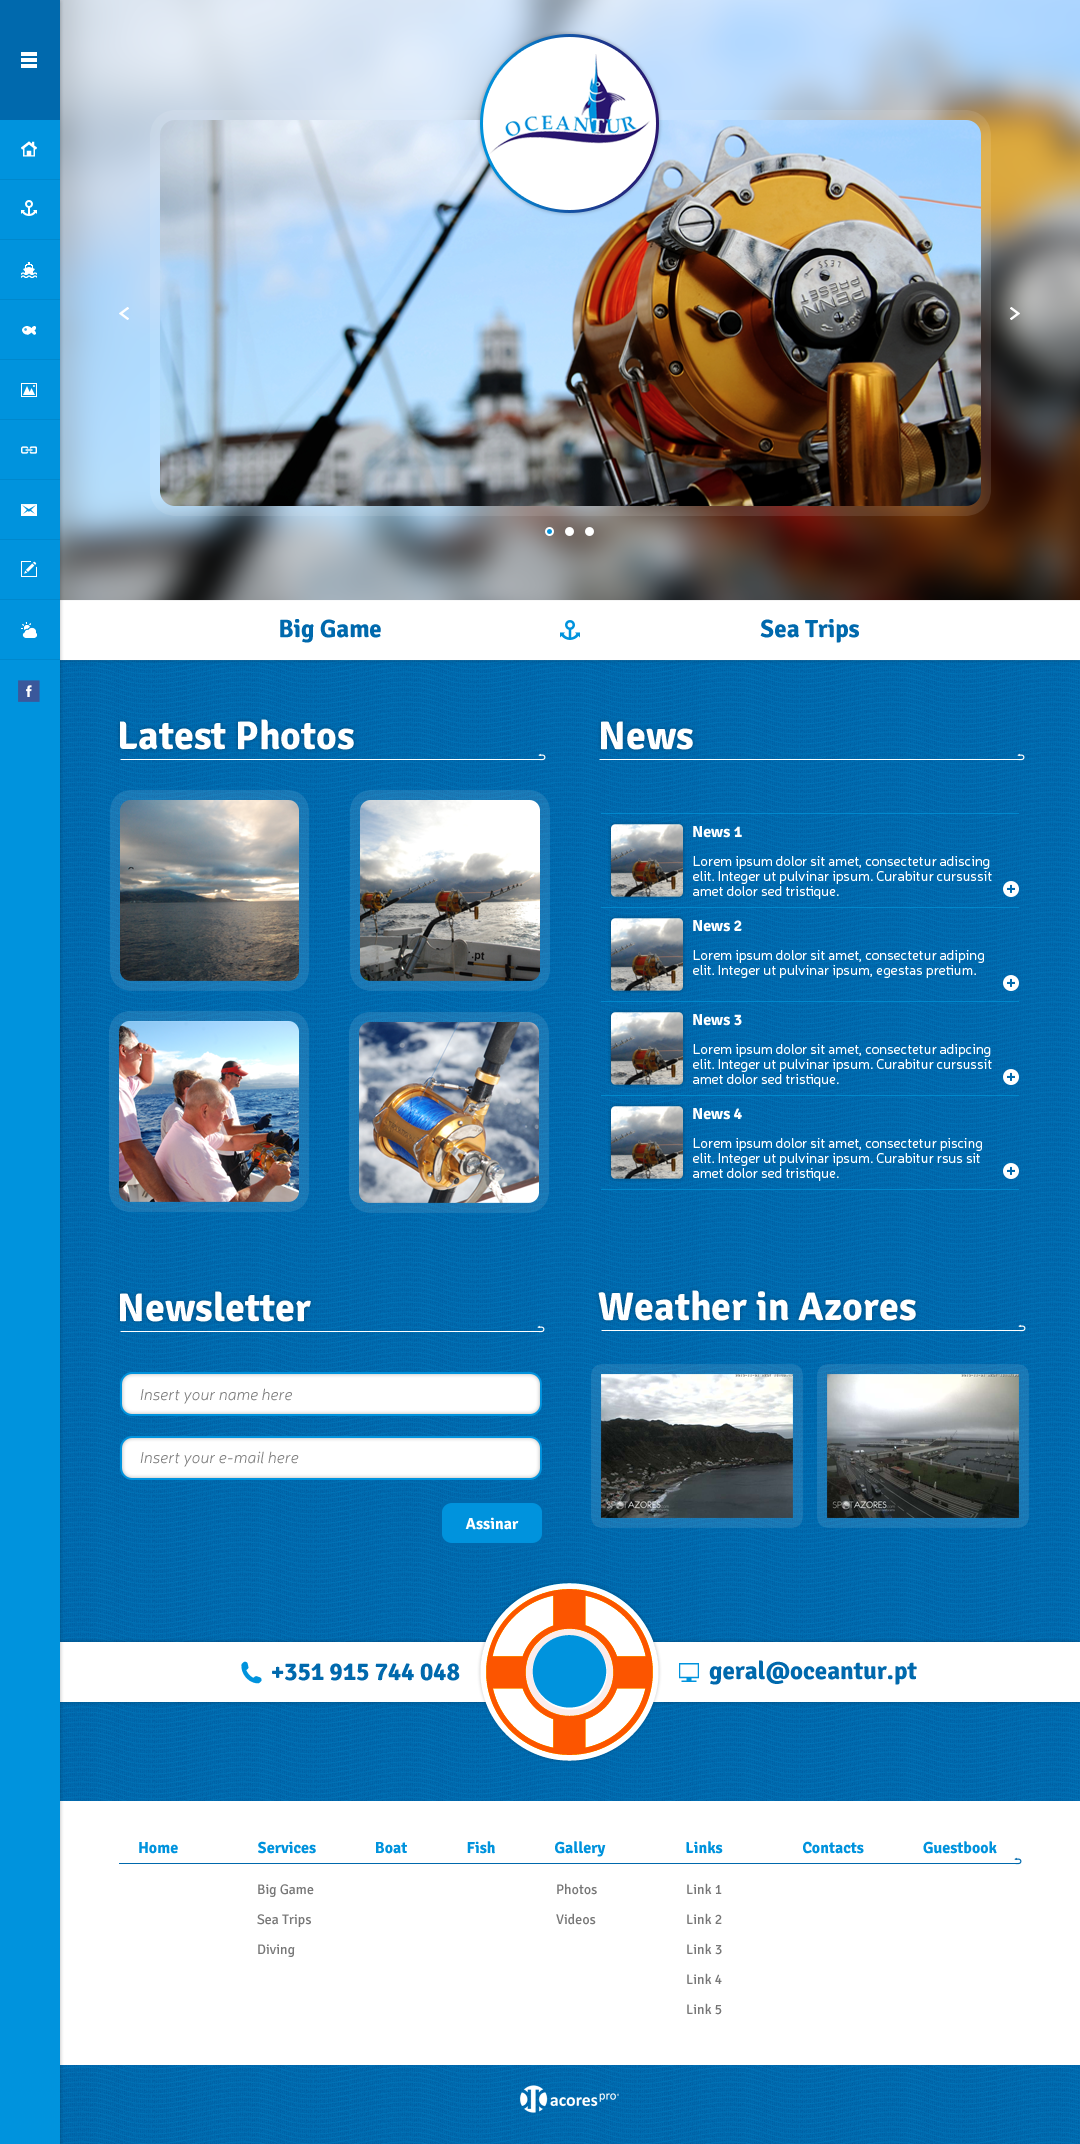 OCEANTUR
PENN
RESET
Big Game
Sea Trips
Latest Photos
.pt
News
News 1
Lorem ipsum dolor sit amet, consectetur adiscing
elit. Integer ut pulvinar ipsum. Curabitur cursussit
amet dolor sed tristique.
News 2
Lorem ipsum dolor sit amet, consectetur adiping
elit. Integer ut pulvinar ipsum, egestas pretium.
News 3
Lorem ipsum dolor sit amet, consectetur adipcing
elit. Integer ut pulvinar ipsum. Curabitur cursussit
amet dolor sed tristique.
News 4
Lorem ipsum dolor sit amet, consectetur piscing
elit. Integer ut pulvinar ipsum. Curabitur rsus sit
amet dolor sed tristique.
Newsletter
Insert your name here
Insert your e-mail here
Assinar
Weather in Azores
SPOTAZORES
SPOTAZORES
+351 915 744 048
geral@oceantur.pt
Home Services Boat Fish Gallery Links Contacts Guestbook
Big Game Photos Link 1
Sea Trips Videos Link 2
Diving Link 3
Link 4
Link 5
acores pro